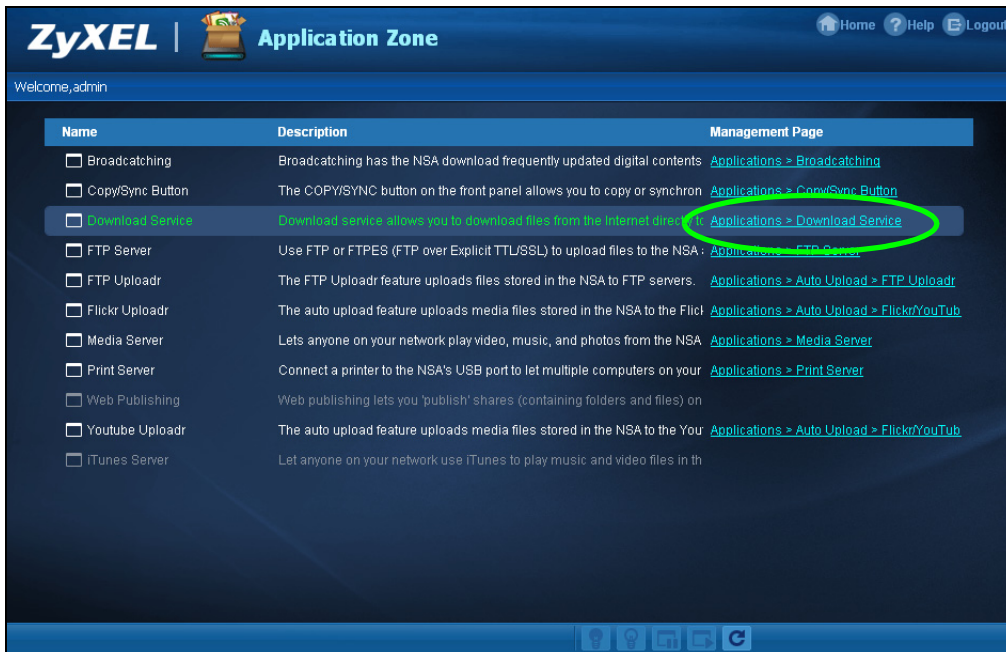 ZyXEL | Application Zone
Home Help Logout
Welcome,admin
Name Description Management Page
Broadcatching Broadcatching has the NSA download frequently updated digital contents Applications > Broadcatching
Copy/Sync Button The COPY/SYNC button on the front panel allows you to copy or synchron Applications > Copy/Sync Button
Download Service Download service allows you to download files from the Internet directly to Applications > Download Service
FTP Server Use FTP or FTPES (FTP over Explicit TTL/SSL) to upload files to the NSA Applications > FTP Server
FTP Uploadr The FTP Uploadr feature uploads files stored in the NSA to FTP servers. Applications > Auto Upload > FTP Uploadr
Flickr Uploadr The auto upload feature uploads media files stored in the NSA to the Flick Applications > Auto Upload > Flickr/YouTub
Media Server Lets anyone on your network play video, music, and photos from the NSA Applications > Media Server
Print Server Connect a printer to the NSA's USB port to let multiple computers on your Applications > Print Server
Web Publishing Web publishing lets you 'publish' shares (containing folders and files) on
Youtube Uploadr The auto upload feature uploads media files stored in the NSA to the You Applications > Auto Upload > Flickr/YouTub
iTunes Server Let anyone on your network use iTunes to play music and video files in th